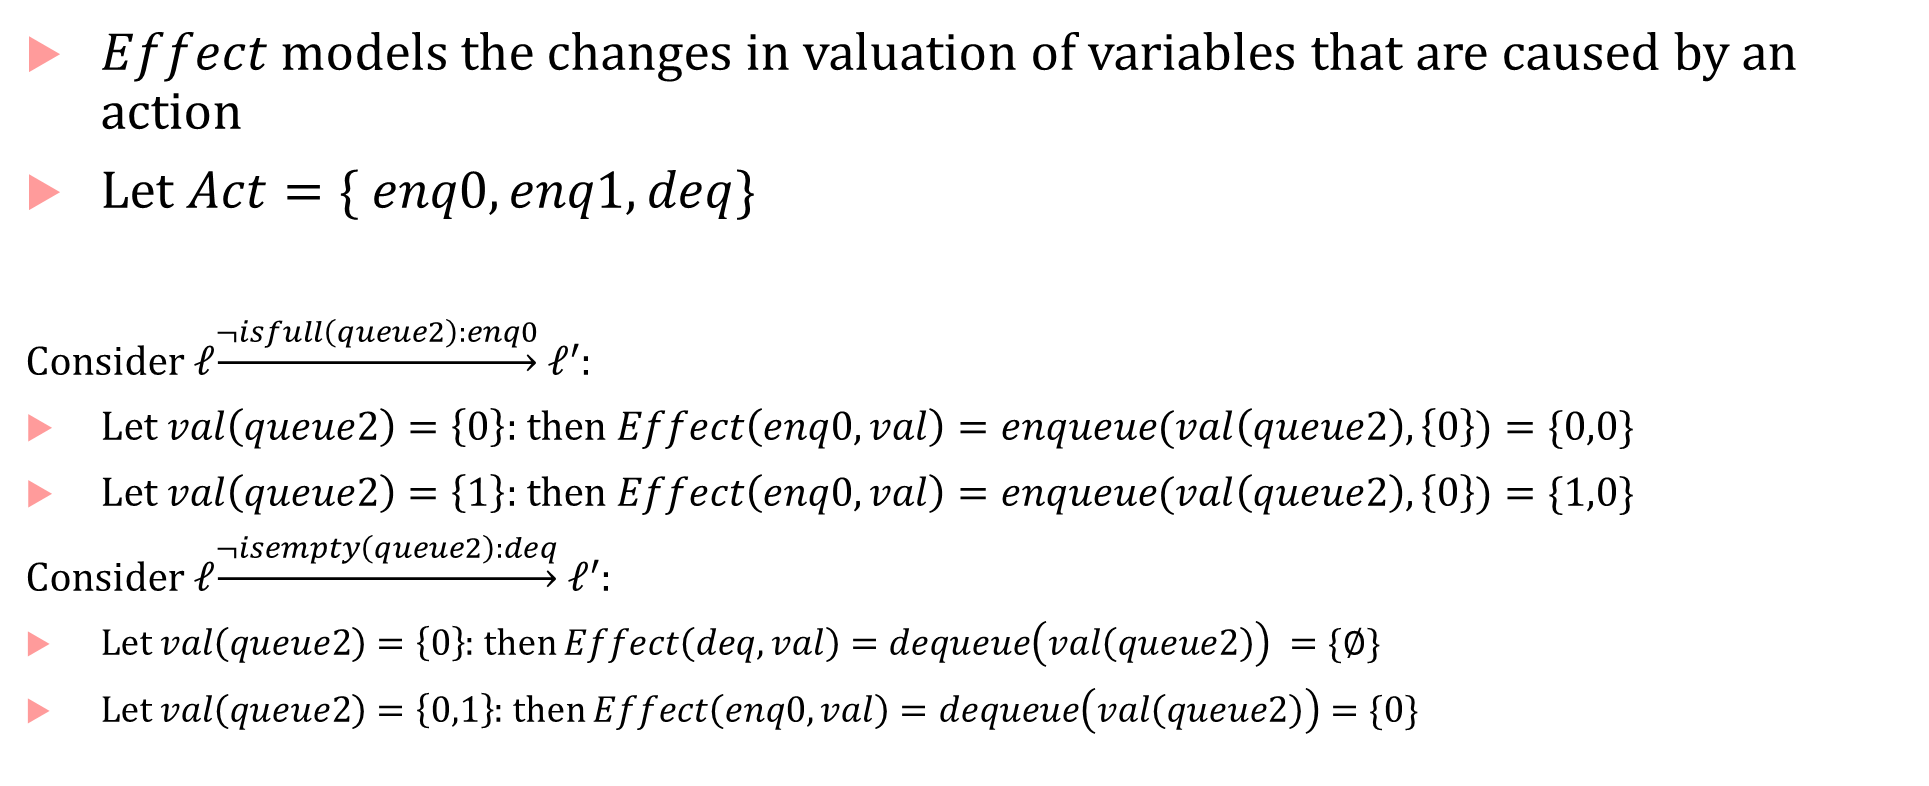 ► Effect models the changes in valuation of variables that are caused by an
action
► Let Act = { enq0, enq1, deq}
Consider ℓ ¬isfull(queue2):enq0→ ℓ′:
► Let val(queue2) = {0}: then Effect(enq0, val) = enqueue(val(queue2), {0}) = {0,0}
► Let val(queue2) = {1}: then Effect(enq0, val) = enqueue(val(queue2), {0}) = {1,0}
Consider ℓ ¬isempty(queue2):deq→ ℓ′:
► Let val(queue2) = {0}: then Effect(deq, val) = dequeue(val(queue2)) = {∅}
► Let val(queue2) = {0,1}: then Effect(enq0, val) = dequeue(val(queue2)) = {0}